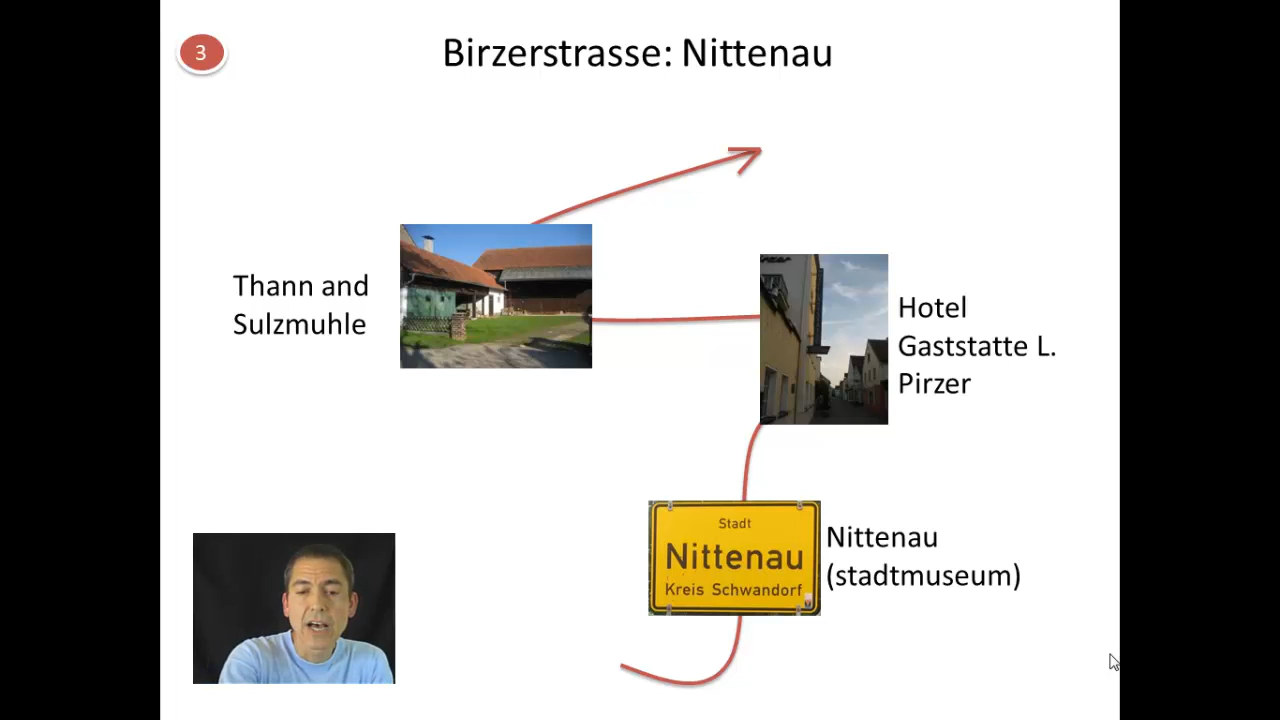 3
Birzerstrasse: Nittenau
Thann and
Sulzmuhle
Hotel
Gaststatte L.
Pirzer
Stadt
Nittenau
Kreis Schwandorf
Nittenau
(stadtmuseum)